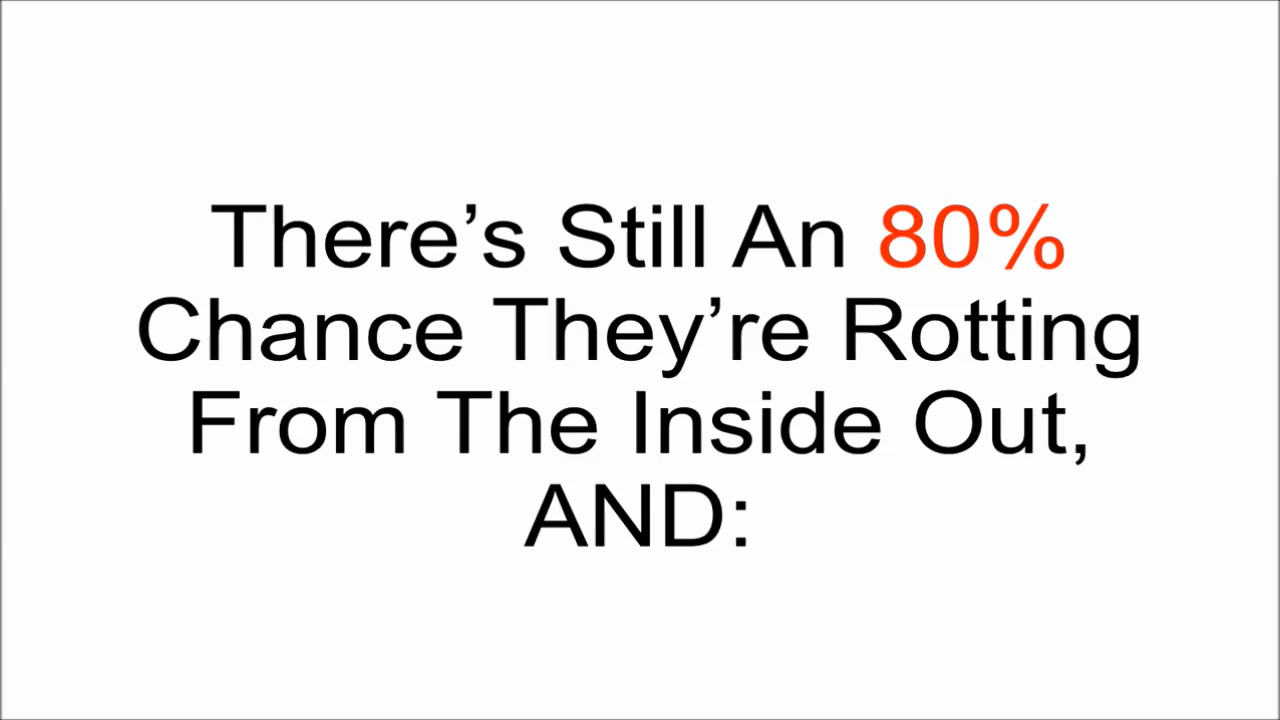 There’s Still An 80%
Chance They’re Rotting
From The Inside Out,
AND: